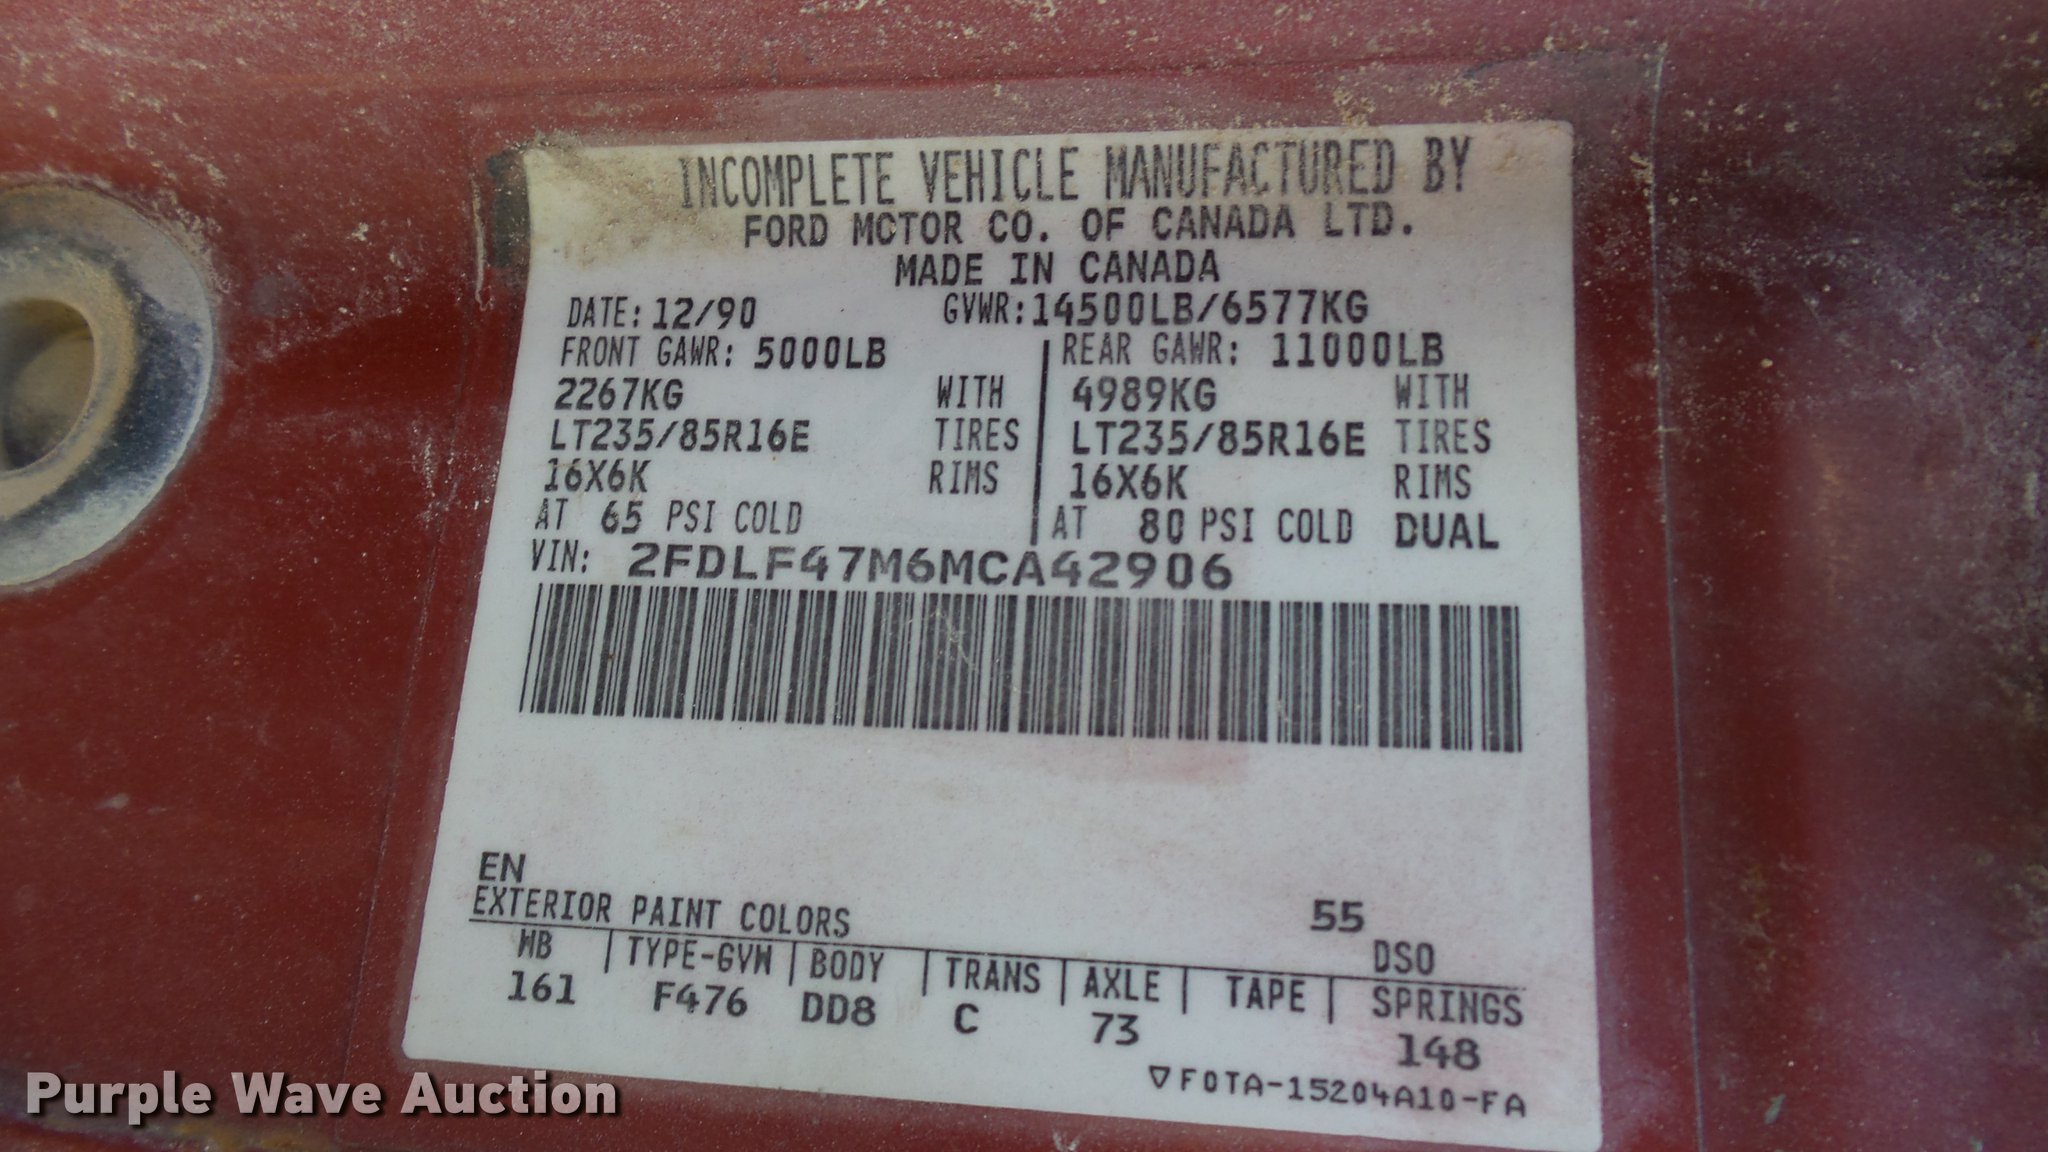 INCOMPLETE VEHICLE MANUFACTURED BY
FORD MOTOR CO. OF CANADA LTD.
MADE IN CANADA
DATE: 12/90 GVWR: 14500LB/6577KG
FRONT GAWR: 5000LB REAR GAWR: 11000LB
2267KG WITH 4989KG WITH
LT235/85R16E TIRES LT235/85R16E TIRES
16X6K RIMS 16X6K RIMS
AT 65 PSI COLD AT 80 PSI COLD DUAL
VIN: 2FDLF47M6MCA42906
EN
EXTERIOR PAINT COLORS 55 DSO
WB TYPE-GVW BODY TRANS AXLE TAPE SPRINGS
161 F476 DD8 C 73 148
▽F0TA-15204A10-FA
Purple Wave Auction